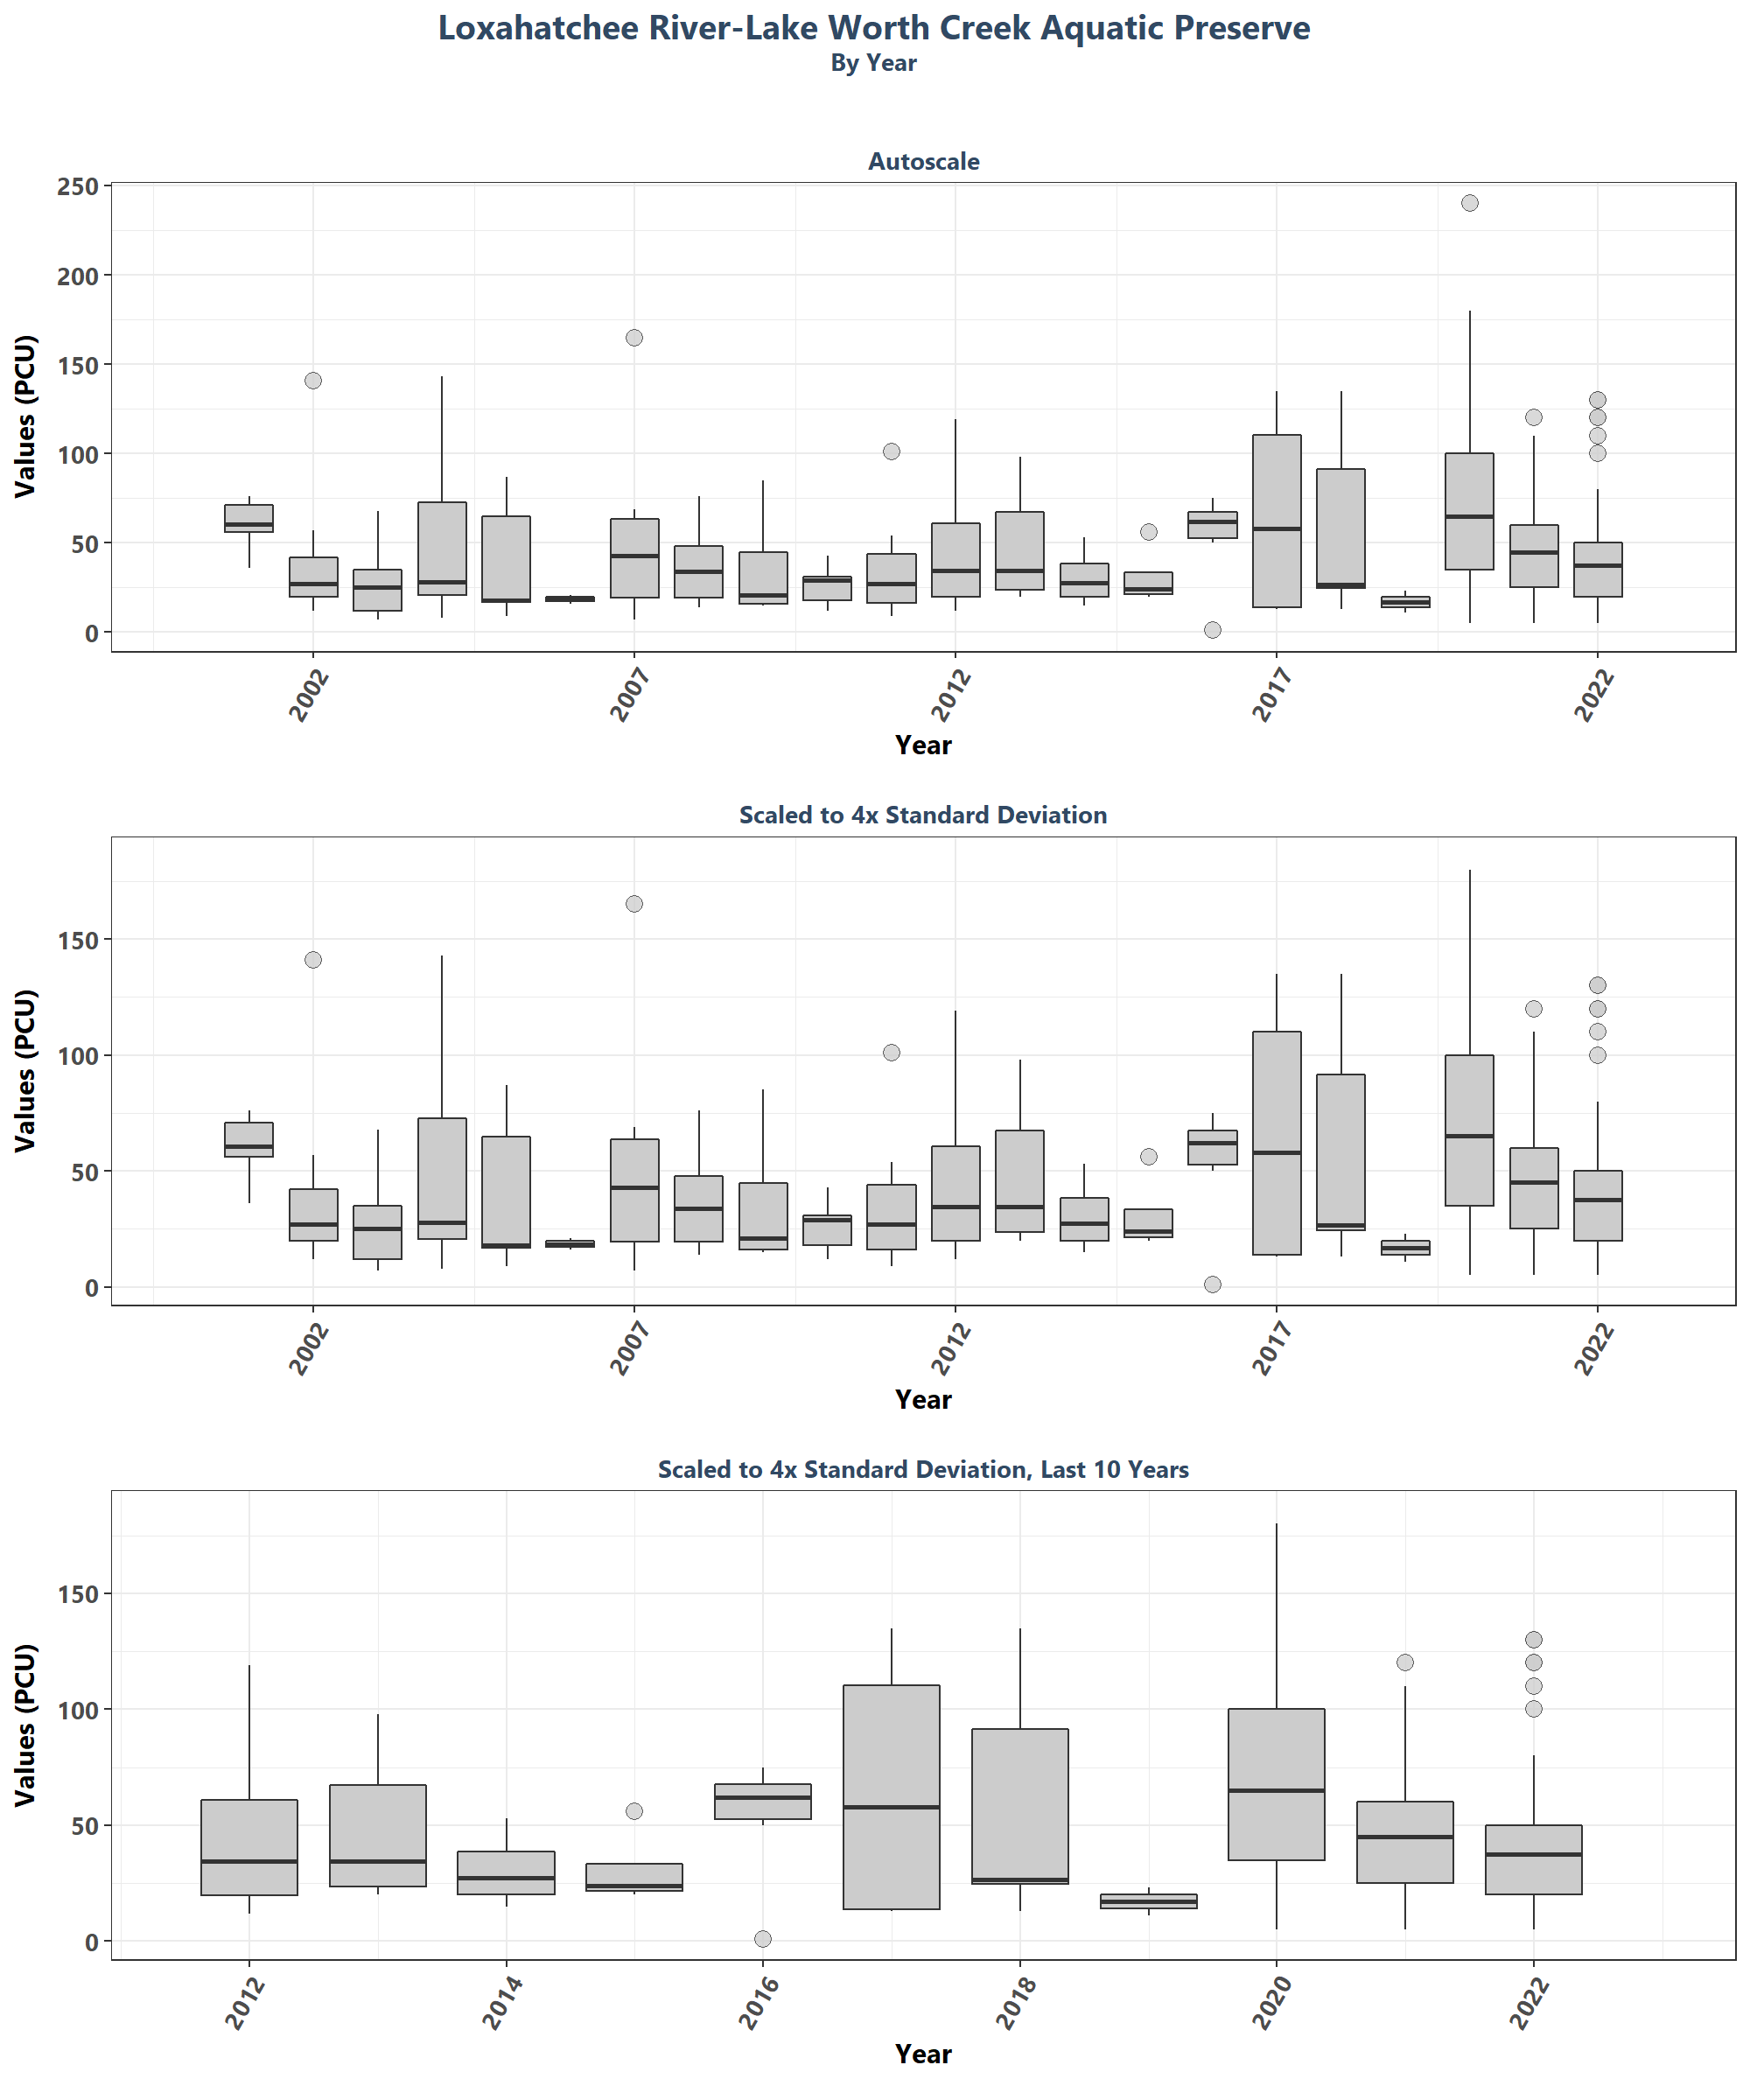 Loxahatchee River-Lake Worth Creek Aquatic Preserve
By Year
Autoscale
Values (PCU)
250
200
150
100
50
0
2002
2007
2012
2017
2022
Year
Scaled to 4x Standard Deviation
Values (PCU)
150
100
50
0
2002
2007
2012
2017
2022
Year
Scaled to 4x Standard Deviation, Last 10 Years
Values (PCU)
150
100
50
0
2012
2014
2016
2018
2020
2022
Year